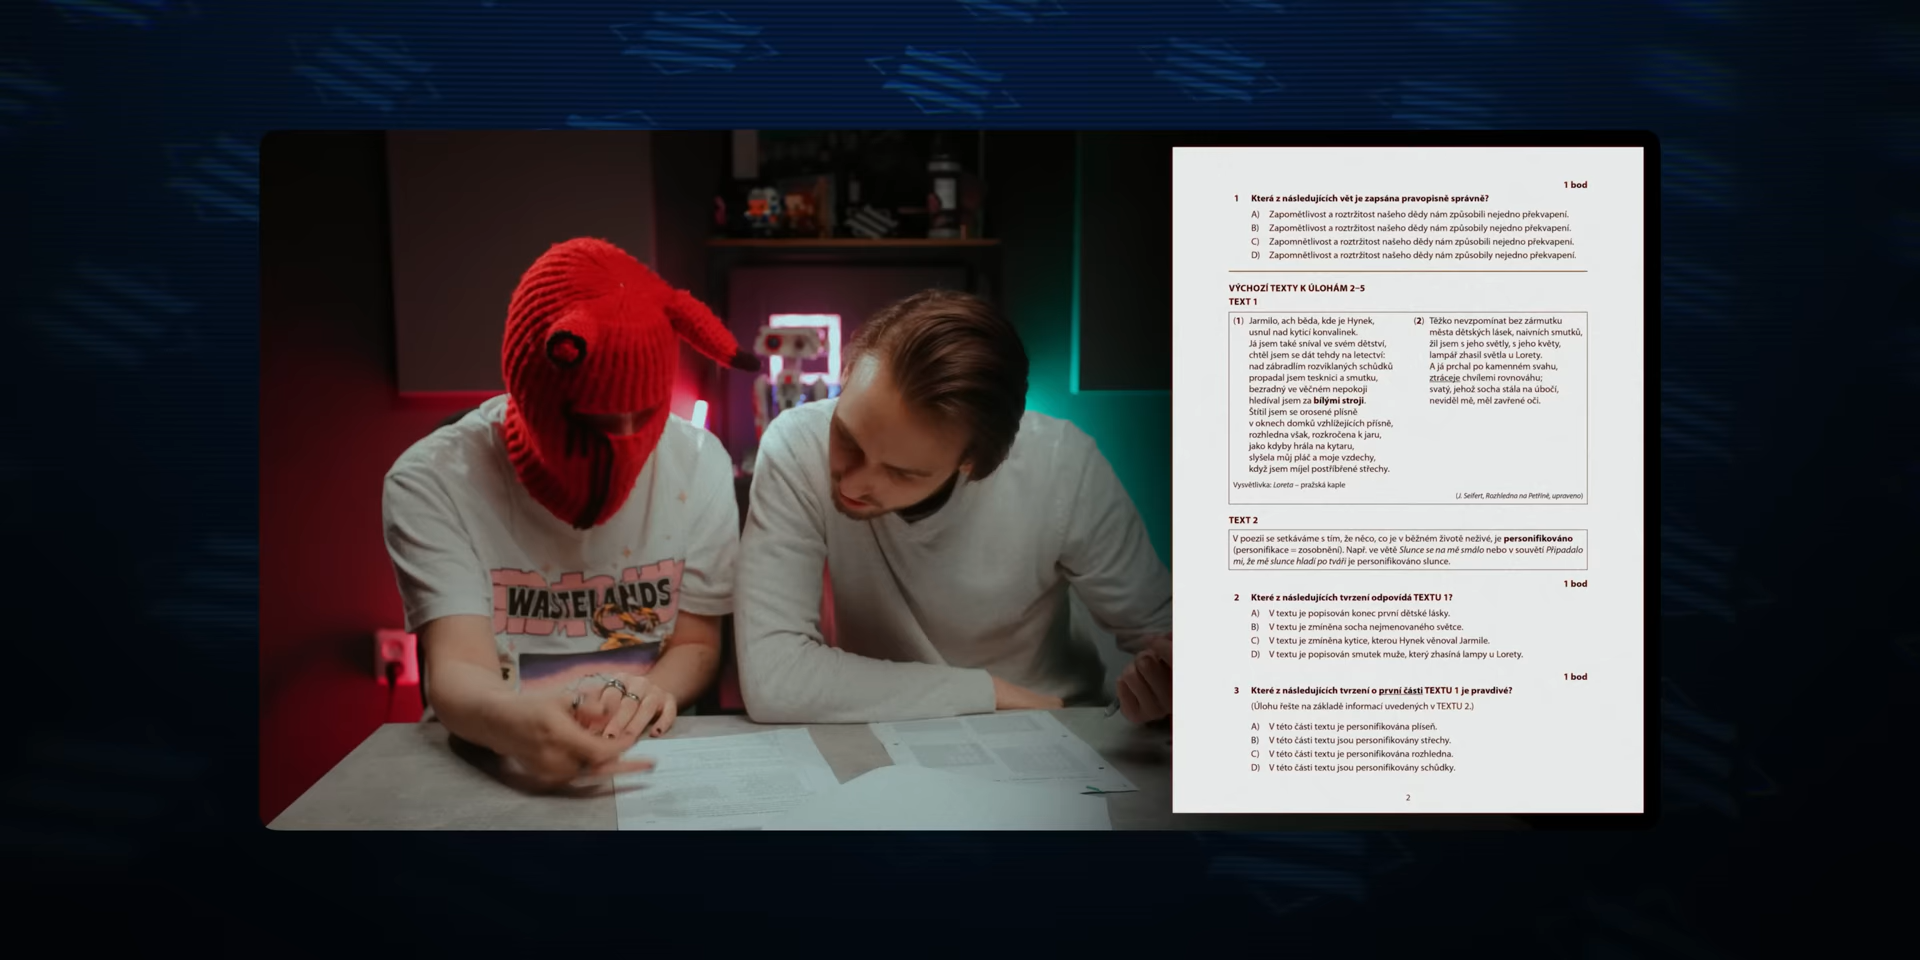 WASTELANDS
1 bod
1 Která z následujících vět je zapsána pravopisně správně?
A) Zapomětlivost a roztržitost našeho dědy nám způsobili nejedno překvapení.
B) Zapomětlivost a roztržitost našeho dědy nám způsobily nejedno překvapení.
C) Zapomnětlivost a roztržitost našeho dědy nám způsobili nejedno překvapení.
D) Zapomnětlivost a roztržitost našeho dědy nám způsobily nejedno překvapení.
VÝCHOZÍ TEXTY K ÚLOHÁM 2–5
TEXT 1
(1) Jarmilo, ach běda, kde je Hynek,
usnul nad kyticí konvalinek.
Já jsem také sníval ve svém dětství,
chtěl jsem se dát tehdy na letectví:
nad zábradlím rozviklaných schůdků
propadal jsem tesknici a smutku,
bezradný ve věčném nepokoji
hledíval jsem za bílými stroji.
Štítil jsem se orosené plísně
v oknech domků vzhlížejících přísně,
rozhledna však, rozkročena k jaru,
jako kdyby hrála na kytaru,
slyšela můj pláč a moje vzdechy,
když jsem míjel postříbřené střechy.
(2) Těžko nevzpomínat bez zármutku
města dětských lásek, naivních smutků,
žil jsem s jeho světly, s jeho květy,
lampář zhasil světla u Lorety.
A já prchal po kamenném svahu,
ztráceje chvílemi rovnováhu;
svatý, jehož socha stála na úbočí,
neviděl mě, měl zavřené oči.
Vysvětlivka: Loreta – pražská kaple
(J. Seifert, Rozhledna na Petříně, upraveno)
TEXT 2
V poezii se setkáváme s tím, že něco, co je v běžném životě neživé, je personifikováno
(personifikace = zosobnění). Např. ve větě Slunce se na mě smálo nebo v souvětí Připadalo
mi, že mě slunce hladí po tváři je personifikováno slunce.
1 bod
2 Které z následujících tvrzení odpovídá TEXTU 1?
A) V textu je popisován konec první dětské lásky.
B) V textu je zmíněna socha nejmenovaného světce.
C) V textu je zmíněna kytice, kterou Hynek věnoval Jarmile.
D) V textu je popisován smutek muže, který zhasíná lampy u Lorety.
1 bod
3 Které z následujících tvrzení o první části TEXTU 1 je pravdivé?
(Úlohu řešte na základě informací uvedených v TEXTU 2.)
A) V této části textu je personifikována plíseň.
B) V této části textu jsou personifikovány střechy.
C) V této části textu je personifikována rozhledna.
D) V této části textu jsou personifikovány schůdky.
2